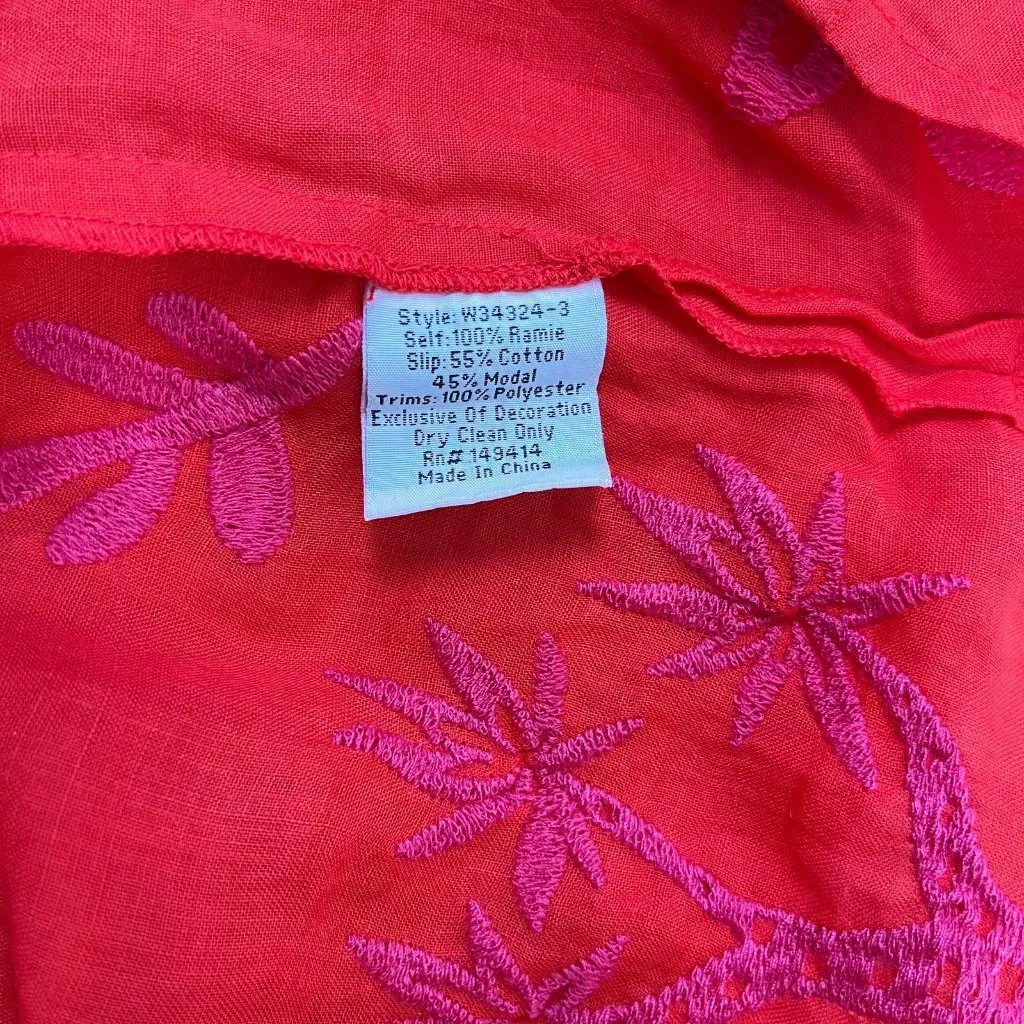 Style: W34324-3
Self: 100% Ramie
Slip: 55% Cotton
45% Modal
Trims: 100% Polyester
Exclusive Of Decoration
Dry Clean Only
Rn# 149414
Made In China